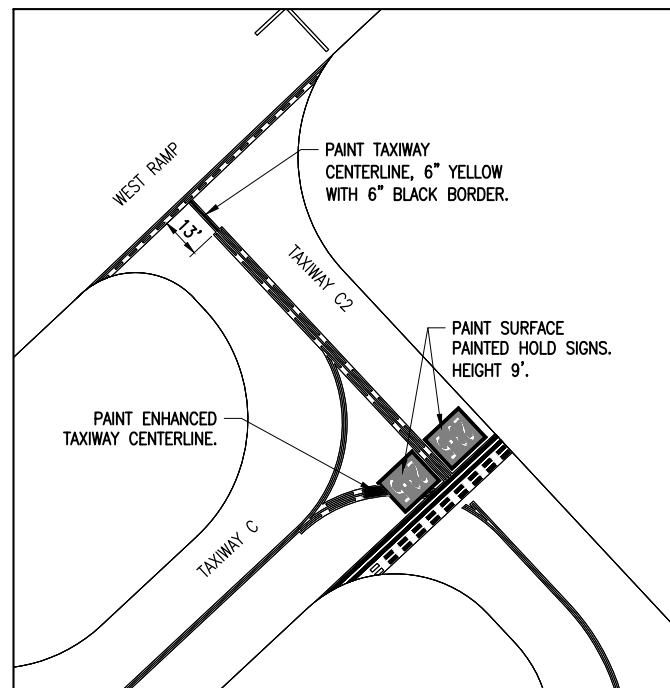 WEST RAMP
PAINT TAXIWAY
CENTERLINE, 6" YELLOW
WITH 6" BLACK BORDER.
13'
TAXIWAY C2
PAINT SURFACE
PAINTED HOLD SIGNS.
HEIGHT 9'.
PAINT ENHANCED
TAXIWAY CENTERLINE.
TAXIWAY C